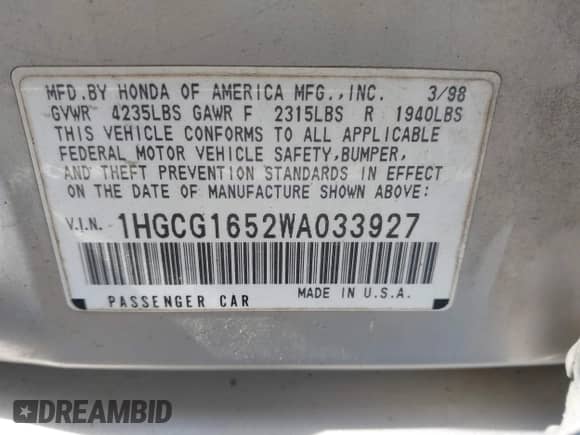 MFD.BY HONDA OF AMERICA MFG.,INC. 3/98
GVWR 4235LBS GAWR F 2315LBS R 1940LBS
THIS VEHICLE CONFORMS TO ALL APPLICABLE
FEDERAL MOTOR VEHICLE SAFETY,BUMPER,
AND THEFT PREVENTION STANDARDS IN EFFECT
ON THE DATE OF MANUFACTURE SHOWN ABOVE:
V.I.N. 1HGCG1652WA033927
PASSENGER CAR MADE IN U.S.A.
DREAMBID